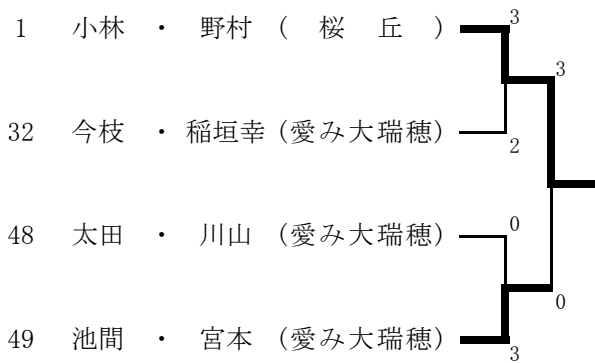 1 小林 ・ 野村 ( 桜 丘 ) 3
3
32 今枝 ・ 稲垣幸 (愛み大瑞穂) 2
48 太田 ・ 川山 (愛み大瑞穂) 0
0
49 池間 ・ 宮本 (愛み大瑞穂) 3